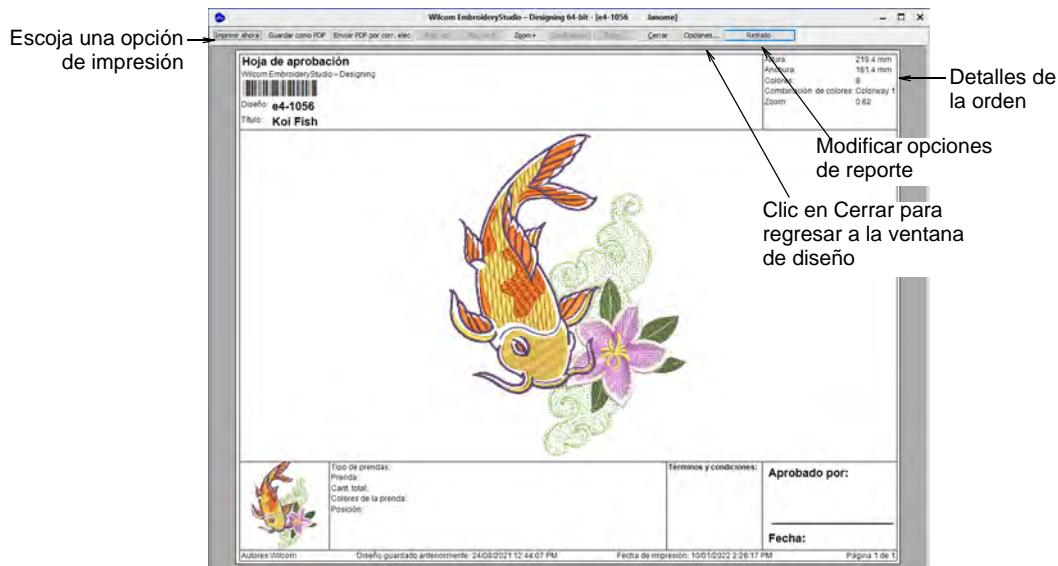 Wilcom EmbroideryStudio – Designing 64-bit - [e4-1056 Janome]
Imprimir ahora Guardar como PDF Enviar PDF por corr. elec Zoom+ Cerrar Opciones... Retrato
Escoja una opción
de impresión
Hoja de aprobación
Wilcom EmbroideryStudio – Designing
Diseño: e4-1056
Título: Koi Fish
Altura: 219.4 mm
Anchura: 161.4 mm
Colores: 8
Combinación de colores: Colorway 1
Zoom: 0.62
Detalles de
la orden
Modificar opciones
de reporte
Clic en Cerrar para
regresar a la ventana
de diseño
Tipo de prendas:
Prenda:
Cant. total:
Colores de la prenda:
Posición:
Términos y condiciones:
Aprobado por:
Fecha:
Autores:Wilcom Diseño guardado anteriormente: 24/08/2021 12:44:07 PM Fecha de impresión: 10/01/2022 2:26:17 PM Página 1 de 1